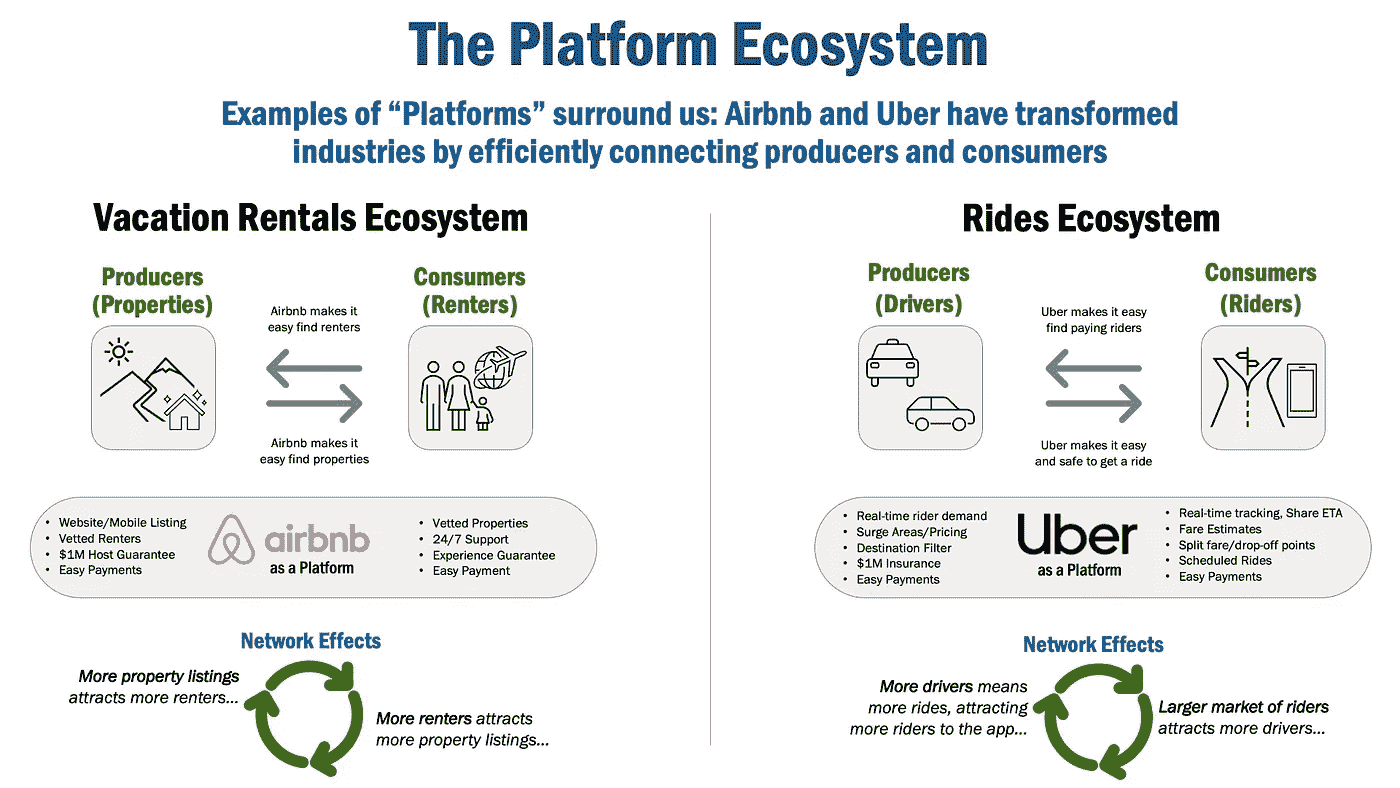 The Platform Ecosystem
Examples of “Platforms” surround us: Airbnb and Uber have transformed
industries by efficiently connecting producers and consumers
Vacation Rentals Ecosystem
Producers
(Properties)
Airbnb makes it
easy find renters
Consumers
(Renters)
Airbnb makes it
easy find properties
• Website/Mobile Listing
• Vetted Renters
• $1M Host Guarantee
• Easy Payments
airbnb
as a Platform
• Vetted Properties
• 24/7 Support
• Experience Guarantee
• Easy Payment
Network Effects
More property listings
attracts more renters...
More renters attracts
more property listings...
Rides Ecosystem
Producers
(Drivers)
Uber makes it easy
find paying riders
Consumers
(Riders)
Uber makes it easy
and safe to get a ride
• Real-time rider demand
• Surge Areas/Pricing
• Destination Filter
• $1M Insurance
• Easy Payments
Uber
as a Platform
• Real-time tracking, Share ETA
• Fare Estimates
• Split fare/drop-off points
• Scheduled Rides
• Easy Payments
Network Effects
More drivers means
more rides, attracting
more riders to the app...
Larger market of riders
attracts more drivers...